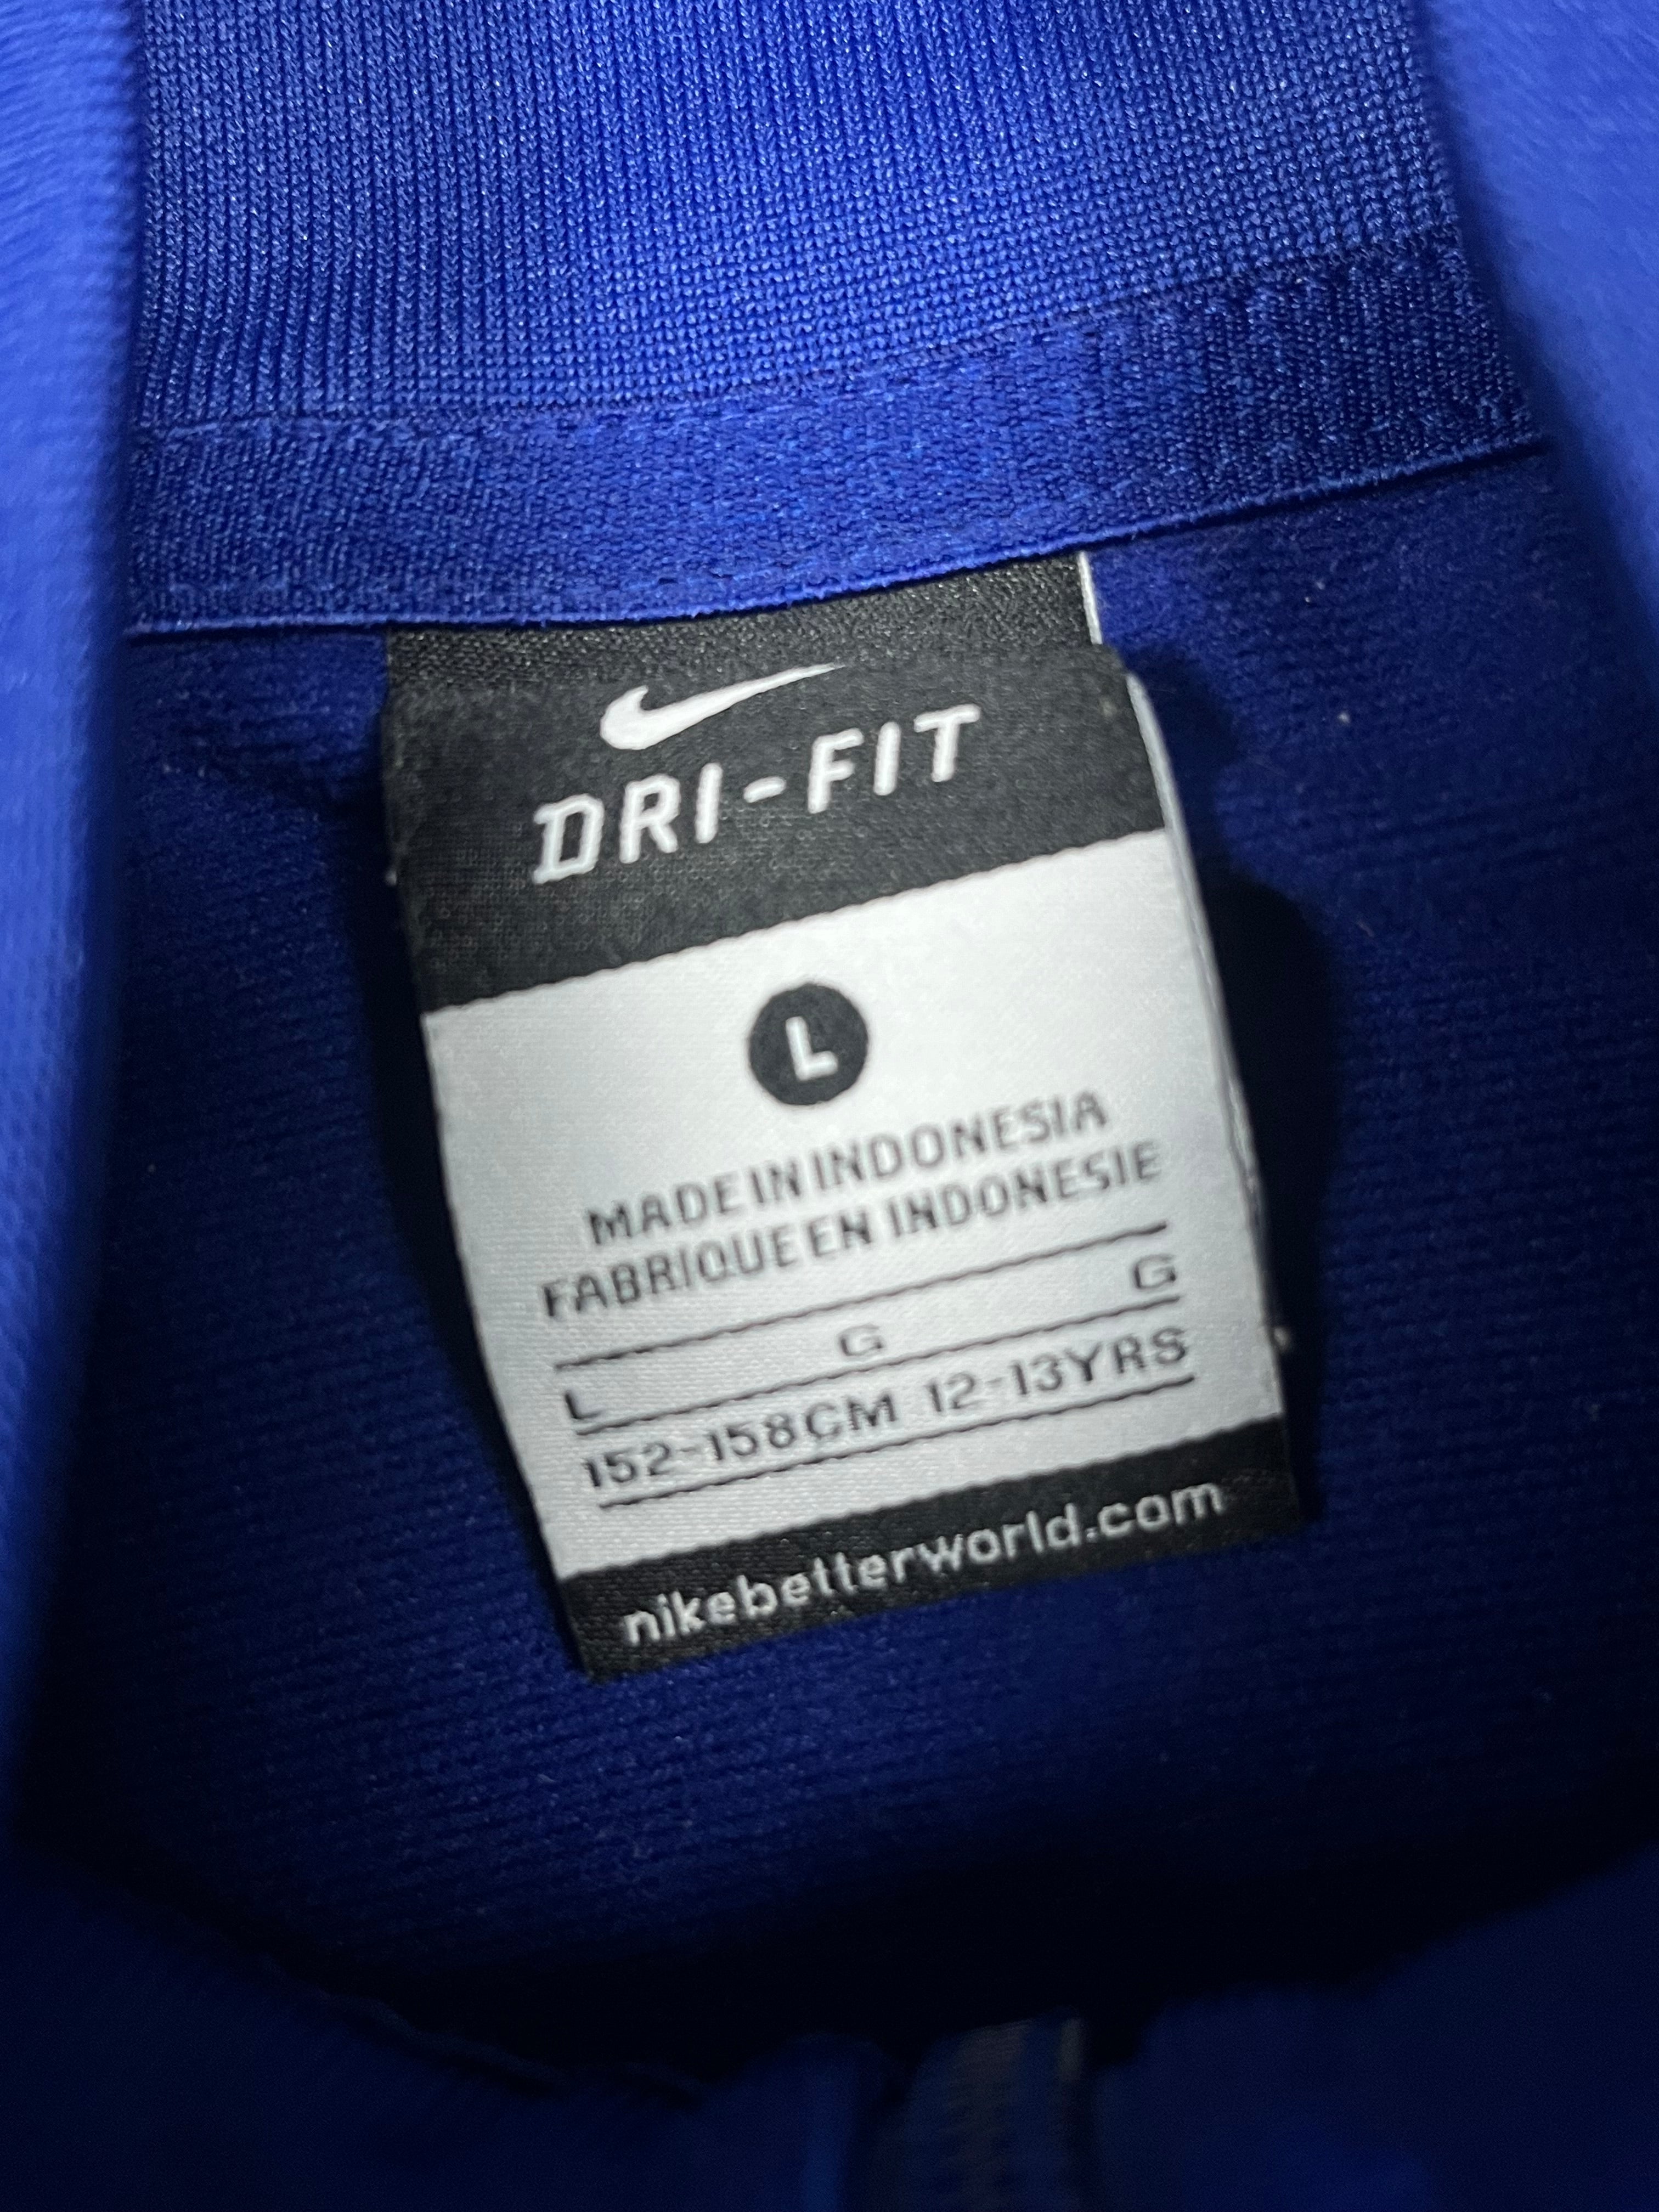 DRI-FIT
L
MADE IN INDONESIA
FABRIQUE EN INDONESIE
L G G
152-158CM 12-13YRS
nikebetterworld.com